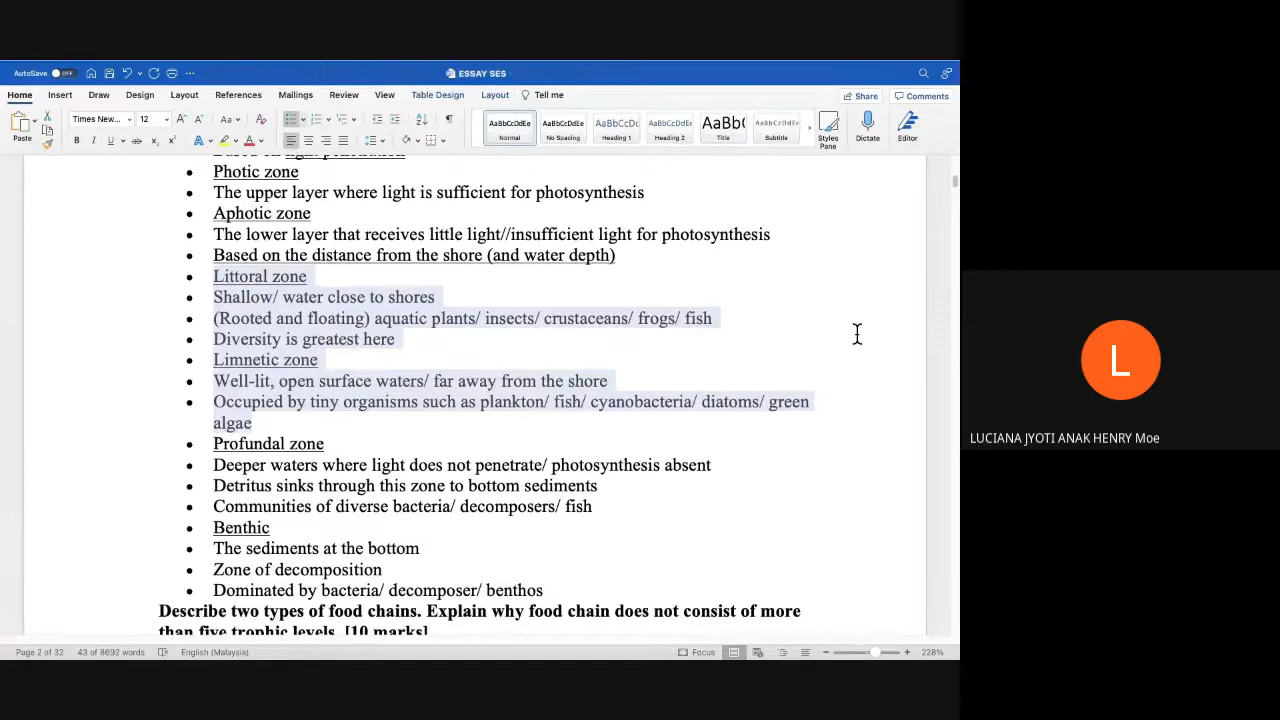 AutoSave OFF
ESSAY SES
Home Insert Draw Design Layout References Mailings Review View Table Design Layout Tell me
Share Comments
Paste
Times New... 12
AaBbCcDdEe Normal
AaBbCcDdEe No Spacing
AaBbCcDc Heading 1
AaBbCcDdEe Heading 2
AaBb( Title
AaBbCcDdEe Subtitle
Styles Pane
Dictate
Editor
Based on light penetration
Photic zone
The upper layer where light is sufficient for photosynthesis
Aphotic zone
The lower layer that receives little light//insufficient light for photosynthesis
Based on the distance from the shore (and water depth)
Littoral zone
Shallow/ water close to shores
(Rooted and floating) aquatic plants/ insects/ crustaceans/ frogs/ fish
Diversity is greatest here
Limnetic zone
Well-lit, open surface waters/ far away from the shore
Occupied by tiny organisms such as plankton/ fish/ cyanobacteria/ diatoms/ green
algae
Profundal zone
Deeper waters where light does not penetrate/ photosynthesis absent
Detritus sinks through this zone to bottom sediments
Communities of diverse bacteria/ decomposers/ fish
Benthic
The sediments at the bottom
Zone of decomposition
Dominated by bacteria/ decomposer/ benthos
Describe two types of food chains. Explain why food chain does not consist of more
than five trophic levels. [10 marks]
Page 2 of 32 43 of 8692 words English (Malaysia) Focus 228%
L
LUCIANA JYOTI ANAK HENRY Moe